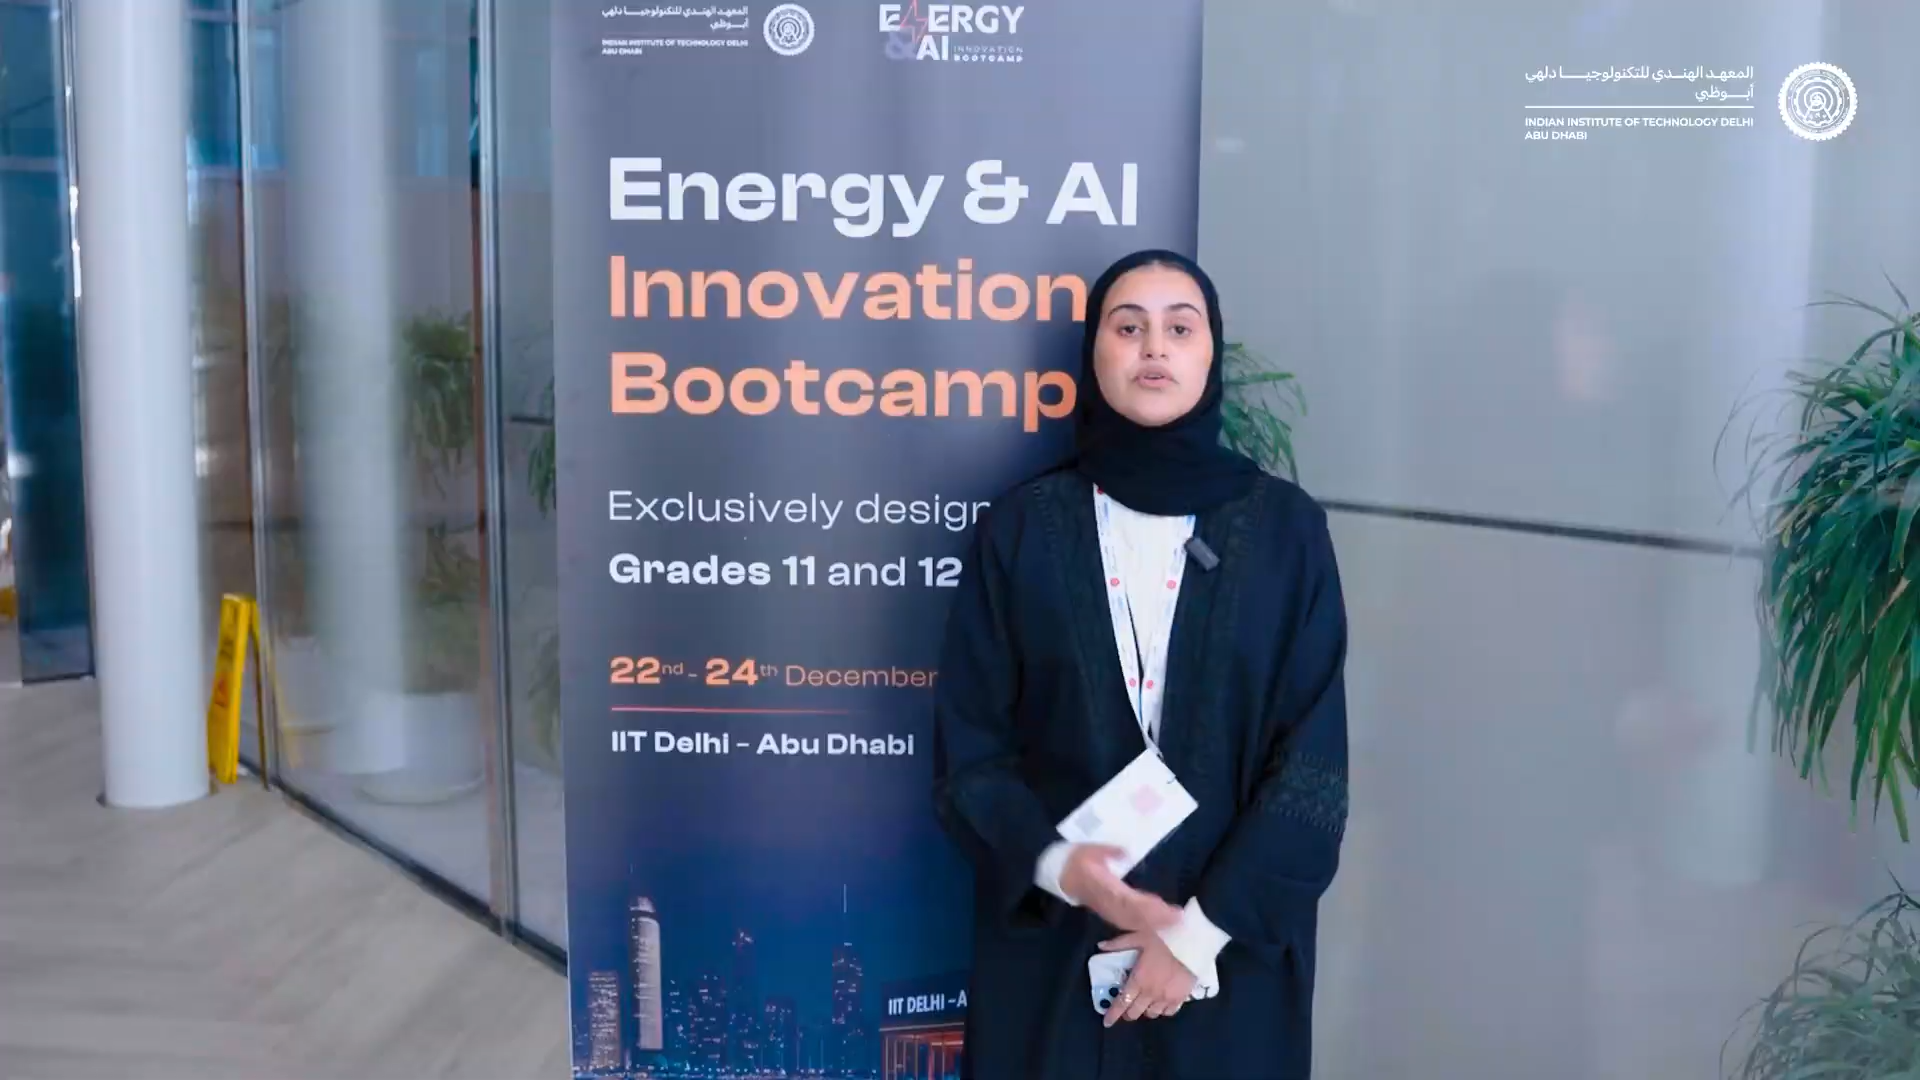 المعهد الهندي للتكنولوجيا دلهي
أبوظبي
INDIAN INSTITUTE OF TECHNOLOGY DELHI
ABU DHABI
ENERGY
& AI INNOVATION
BOOTCAMP
المعهد الهندي للتكنولوجيا دلهي
أبوظبي
INDIAN INSTITUTE OF TECHNOLOGY DELHI
ABU DHABI
Energy & AI
Innovation
Bootcamp
Exclusively design
Grades 11 and 12
22nd - 24th December
IIT Delhi - Abu Dhabi
IIT DELHI - A